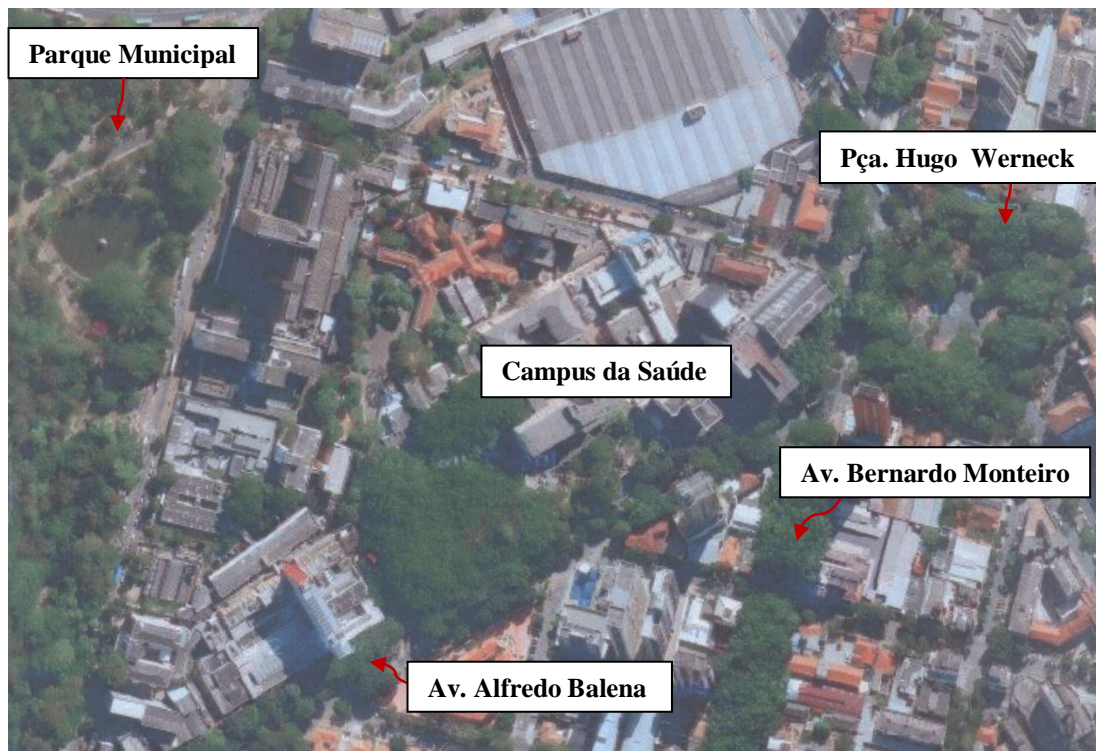 Parque Municipal
Pça. Hugo Werneck
Campus da Saúde
Av. Bernardo Monteiro
Av. Alfredo Balena